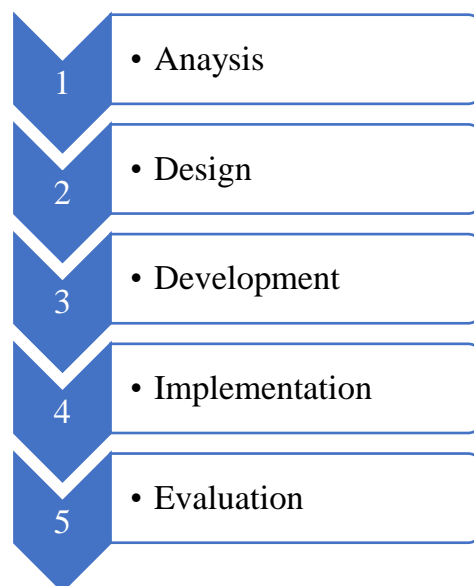 1
• Anaysis
2
• Design
3
• Development
4
• Implementation
5
• Evaluation